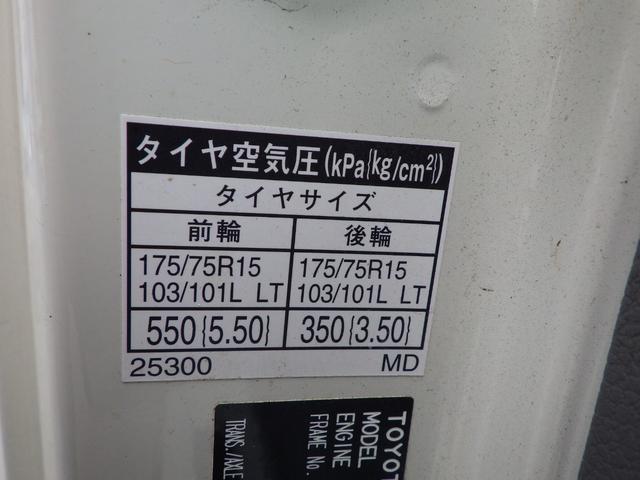 タイヤ空気圧(kPa{kg/cm²})
タイヤサイズ
前輪 後輪
175/75R15 175/75R15
103/101L LT 103/101L LT
550{5.50} 350{3.50}
25300 MD
TOYOT
MODEL
ENGINE
FRAME No.
TRANS./AXLE